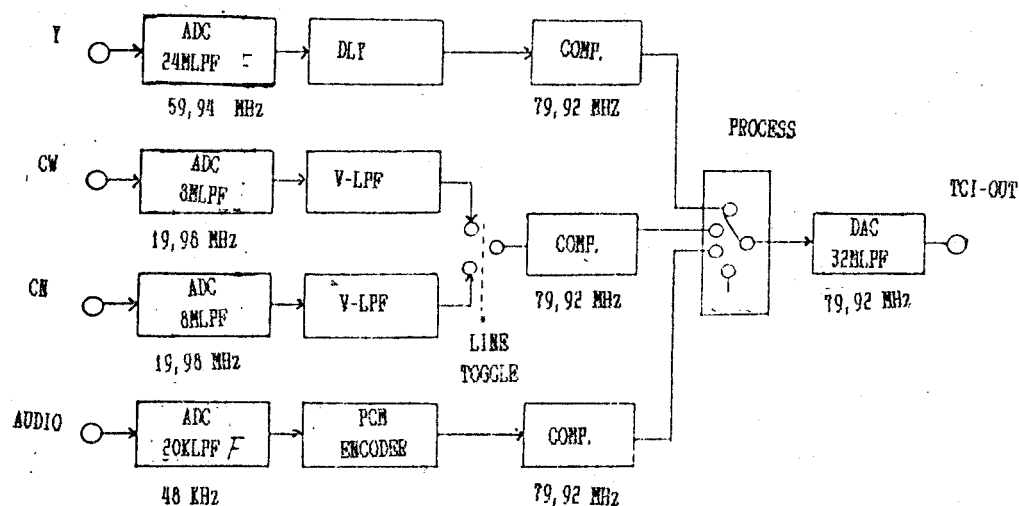 Y
ADC
24MLPF
59,94 MHz
DLY
COMP.
79,92 MHz
PROCESS
CW
ADC
8MLPF
19,98 MHz
V-LPF
COMP.
79,92 MHz
TCI-OUT
DAC
32MLPF
79,92 MHz
CN
ADC
8MLPF
19,98 MHz
V-LPF
LINE
TOGGLE
AUDIO
ADC
20KLPF F
48 KHz
PCM
ENCODER
COMP.
79,92 MHz